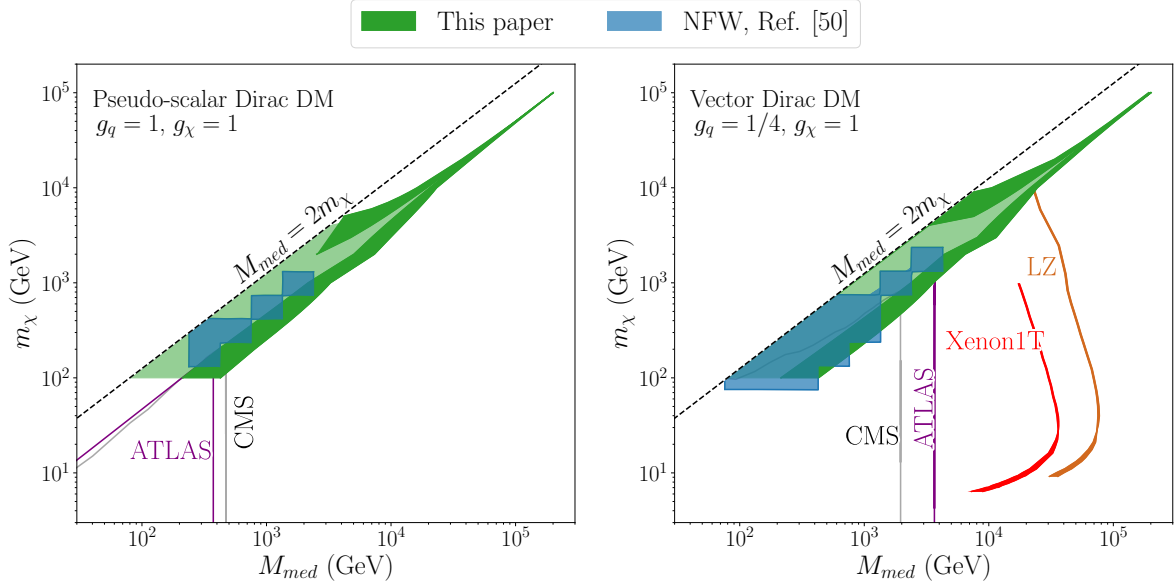 This paper
NFW, Ref. [50]
Pseudo-scalar Dirac DM
g_q = 1, g_χ = 1
M_med = 2m_χ
ATLAS
CMS
10^5
10^4
10^3
10^2
10^1
m_χ (GeV)
10^2
10^3
10^4
10^5
M_med (GeV)
Vector Dirac DM
g_q = 1/4, g_χ = 1
M_med = 2m_χ
LZ
Xenon1T
CMS
ATLAS
10^5
10^4
10^3
10^2
10^1
m_χ (GeV)
10^2
10^3
10^4
10^5
M_med (GeV)